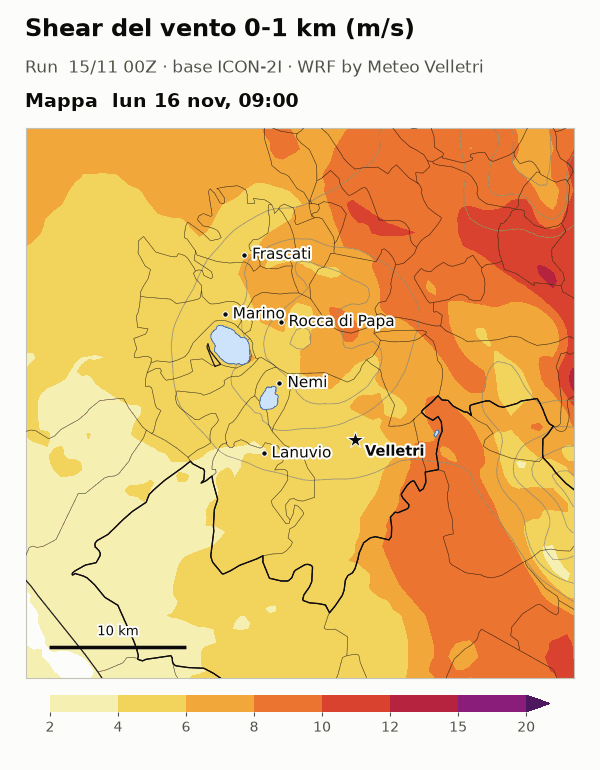 Shear del vento 0-1 km (m/s)
Run  15/11 00Z · base ICON-2I · WRF by Meteo Velletri
Mappa  lun 16 nov, 09:00
Frascati
Marino
Rocca di Papa
Nemi
Velletri
Lanuvio
10 km
2 4 6 8 10 12 15 20